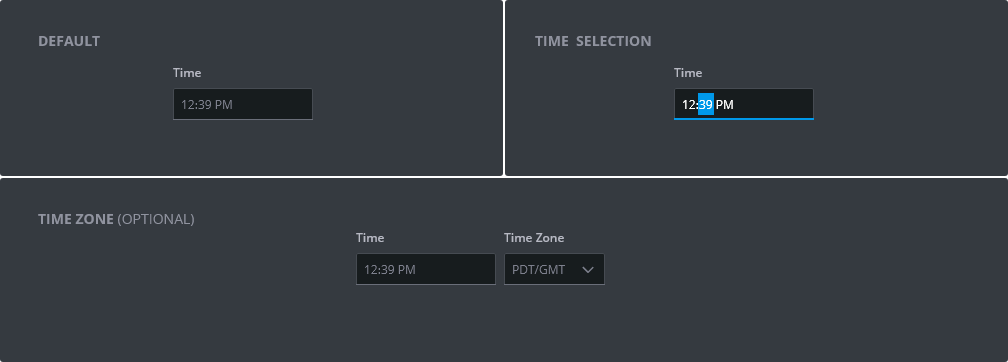 DEFAULT
Time
12:39 PM
TIME SELECTION
Time
12:39 PM
TIME ZONE (OPTIONAL)
Time
Time Zone
12:39 PM
PDT/GMT